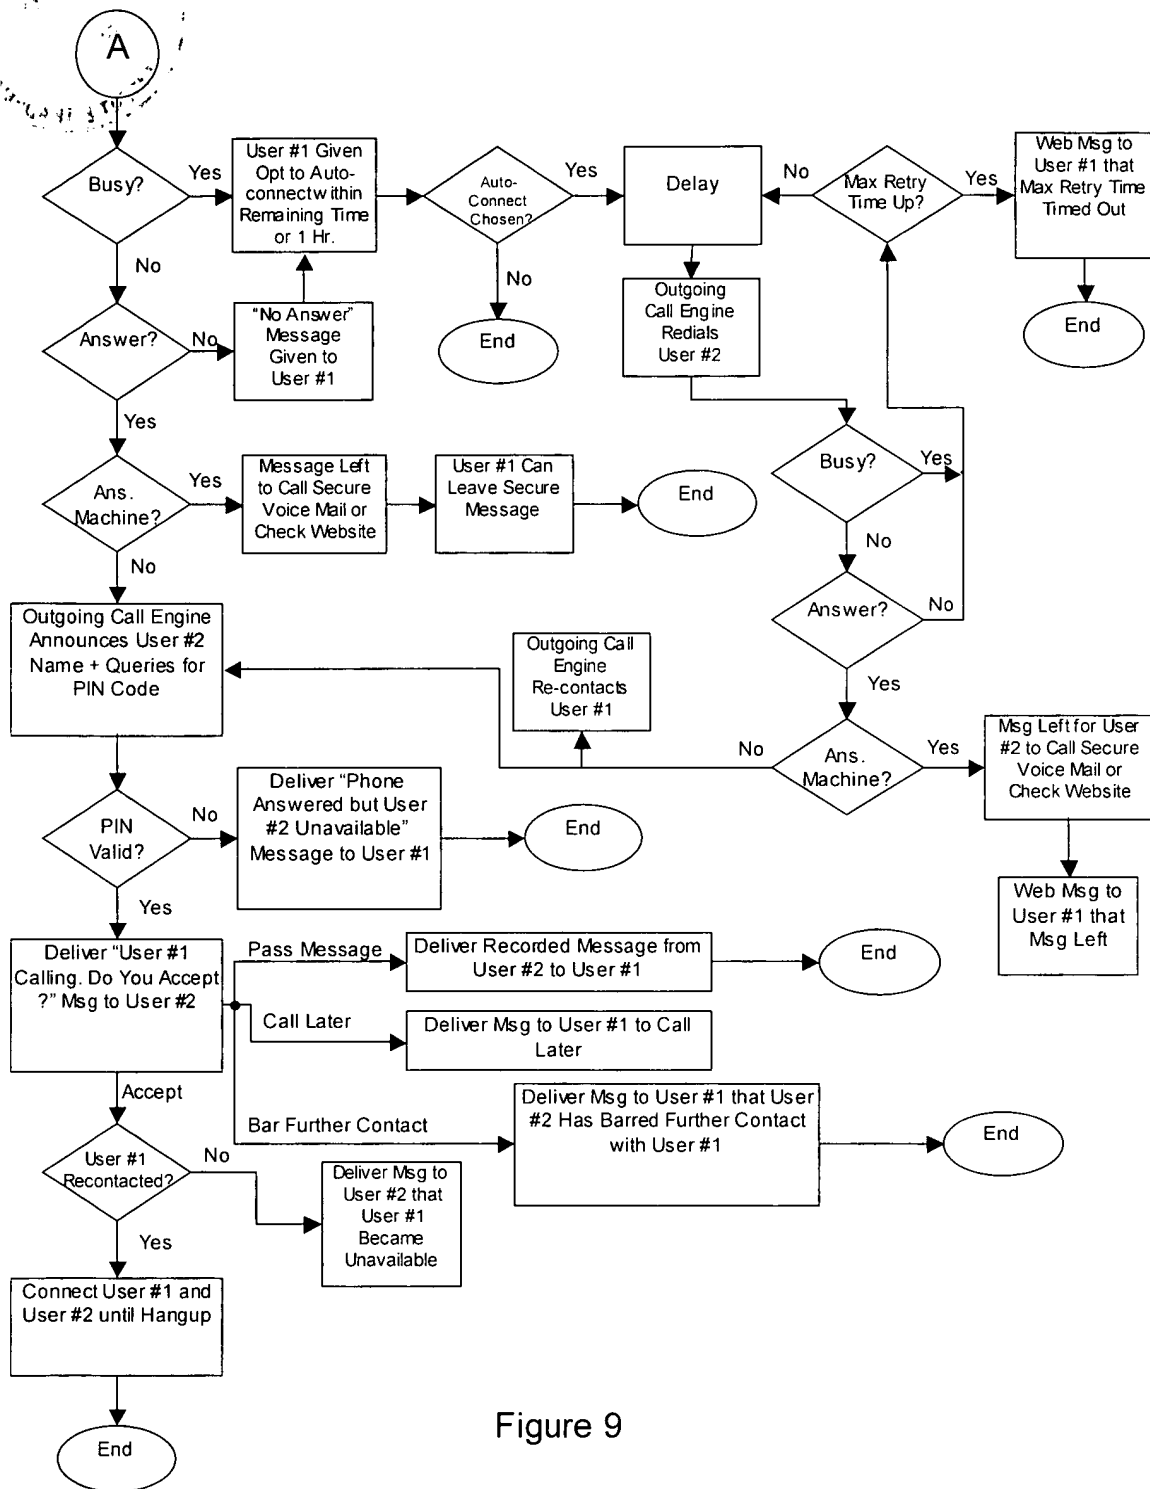 A
Busy?
Yes
User #1 Given
Opt to Auto-
connect within
Remaining Time
or 1 Hr.
Auto-
Connect
Chosen?
Yes
Delay
No
Max Retry
Time Up?
Yes
Web Msg to
User #1 that
Max Retry Time
Timed Out
No
No
End
Outgoing
Call Engine
Redials
User #2
End
Answer?
No
"No Answer"
Message
Given to
User #1
Yes
Busy?
Yes
No
Ans.
Machine?
Yes
Message Left
to Call Secure
Voice Mail or
Check Website
User #1 Can
Leave Secure
Message
End
No
Answer?
No
Yes
Outgoing Call Engine
Announces User #2
Name + Queries for
PIN Code
Outgoing Call
Engine
Re-contacts
User #1
No
Ans.
Machine?
Yes
Msg Left for User
#2 to Call Secure
Voice Mail or
Check Website
PIN
Valid?
No
Deliver "Phone
Answered but User
#2 Unavailable"
Message to User #1
End
Web Msg to
User #1 that
Msg Left
Yes
Deliver "User #1
Calling. Do You Accept
?" Msg to User #2
Pass Message
Deliver Recorded Message from
User #2 to User #1
End
Call Later
Deliver Msg to User #1 to Call
Later
Accept
Bar Further Contact
Deliver Msg to User #1 that User
#2 Has Barred Further Contact
with User #1
End
User #1
Recontacted?
No
Deliver Msg to
User #2 that
User #1
Became
Unavailable
Yes
Connect User #1 and
User #2 until Hangup
End
Figure 9